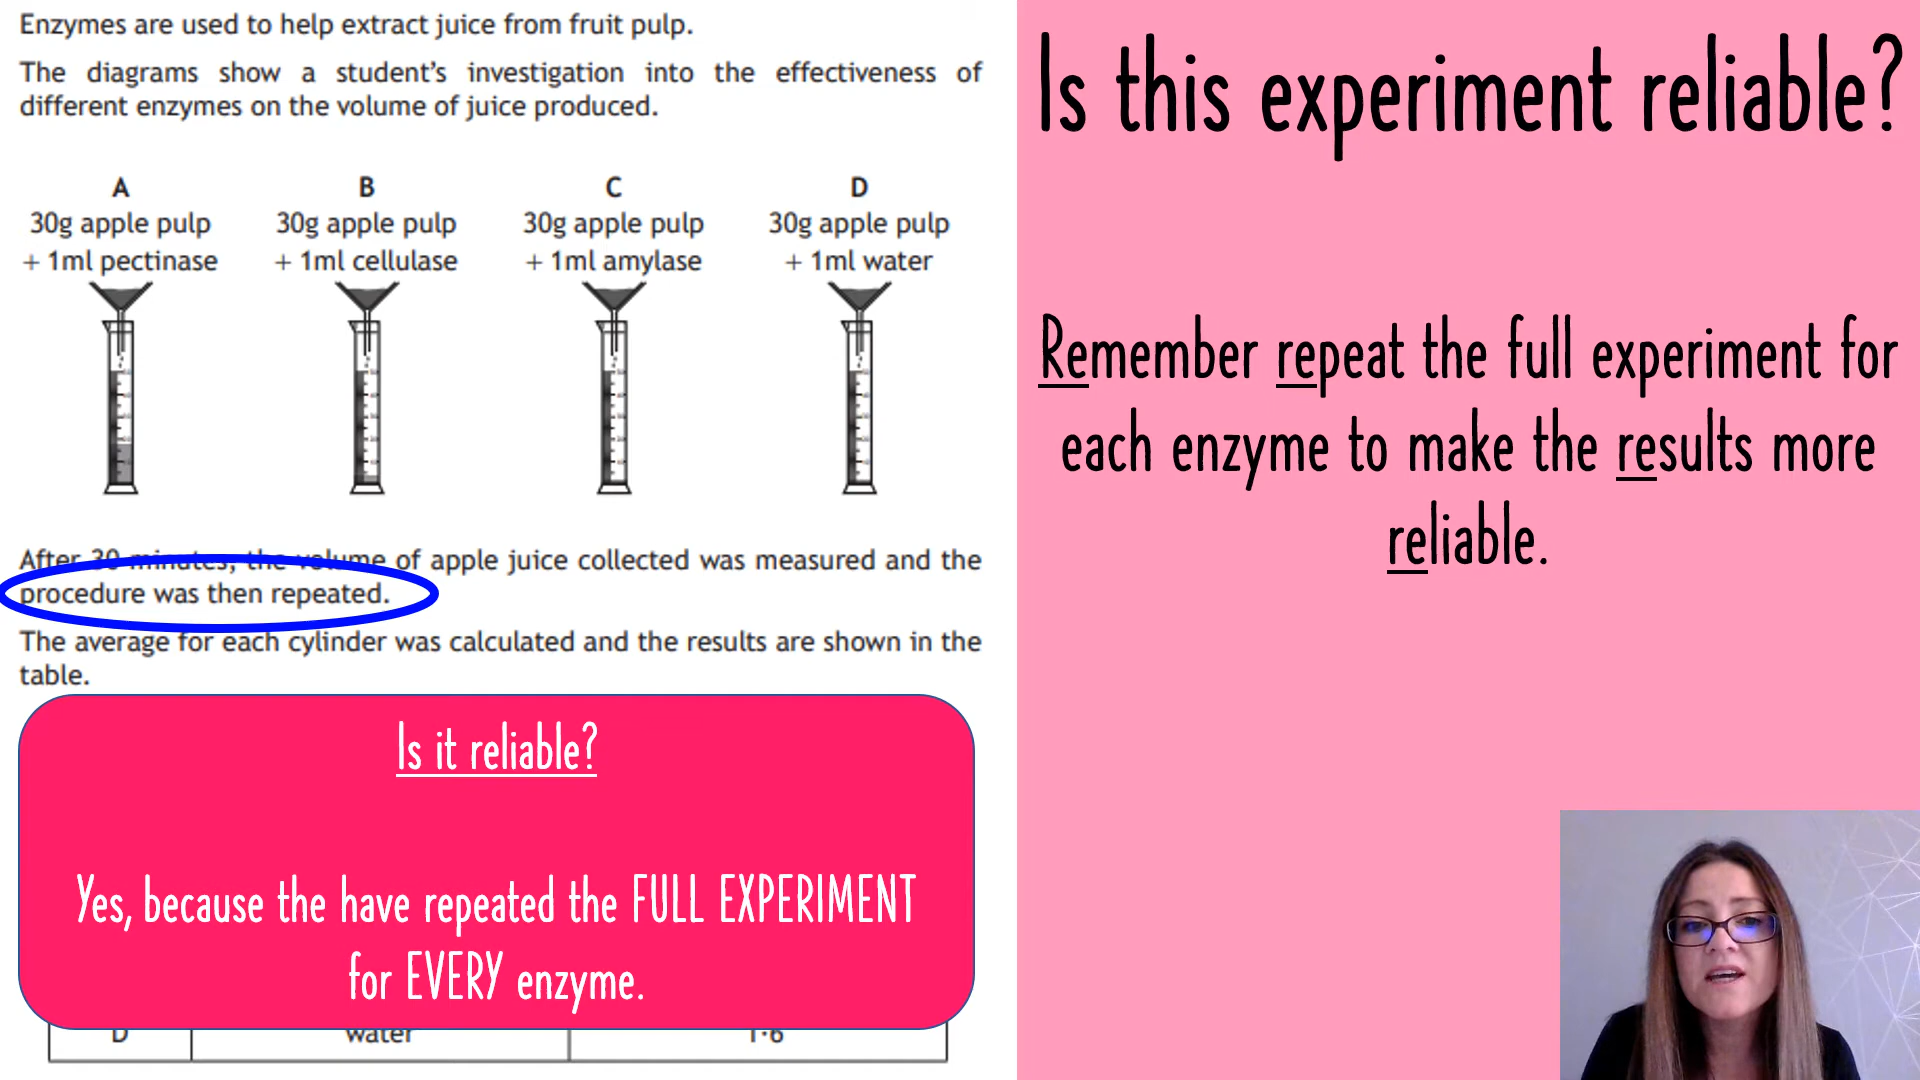 Enzymes are used to help extract juice from fruit pulp.
The diagrams show a student's investigation into the effectiveness of
different enzymes on the volume of juice produced.
A
30g apple pulp
+ 1ml pectinase
B
30g apple pulp
+ 1ml cellulase
C
30g apple pulp
+ 1ml amylase
D
30g apple pulp
+ 1ml water
After 30 minutes, the volume of apple juice collected was measured and the
procedure was then repeated.
The average for each cylinder was calculated and the results are shown in the
table.
Is it reliable?
Yes, because the have repeated the FULL EXPERIMENT
for EVERY enzyme.
D water 1·6
Is this experiment reliable?
Remember repeat the full experiment for
each enzyme to make the results more
reliable.